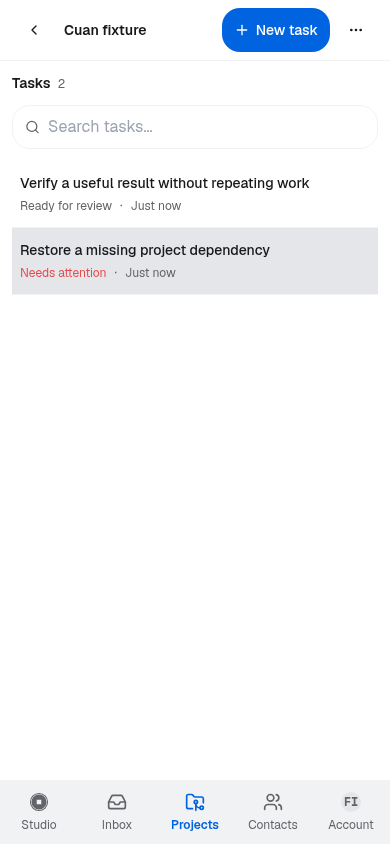 Cuan fixture
New task
Tasks 2
Search tasks...
Verify a useful result without repeating work
Ready for review · Just now
Restore a missing project dependency
Needs attention · Just now
FI
Studio
Inbox
Projects
Contacts
Account